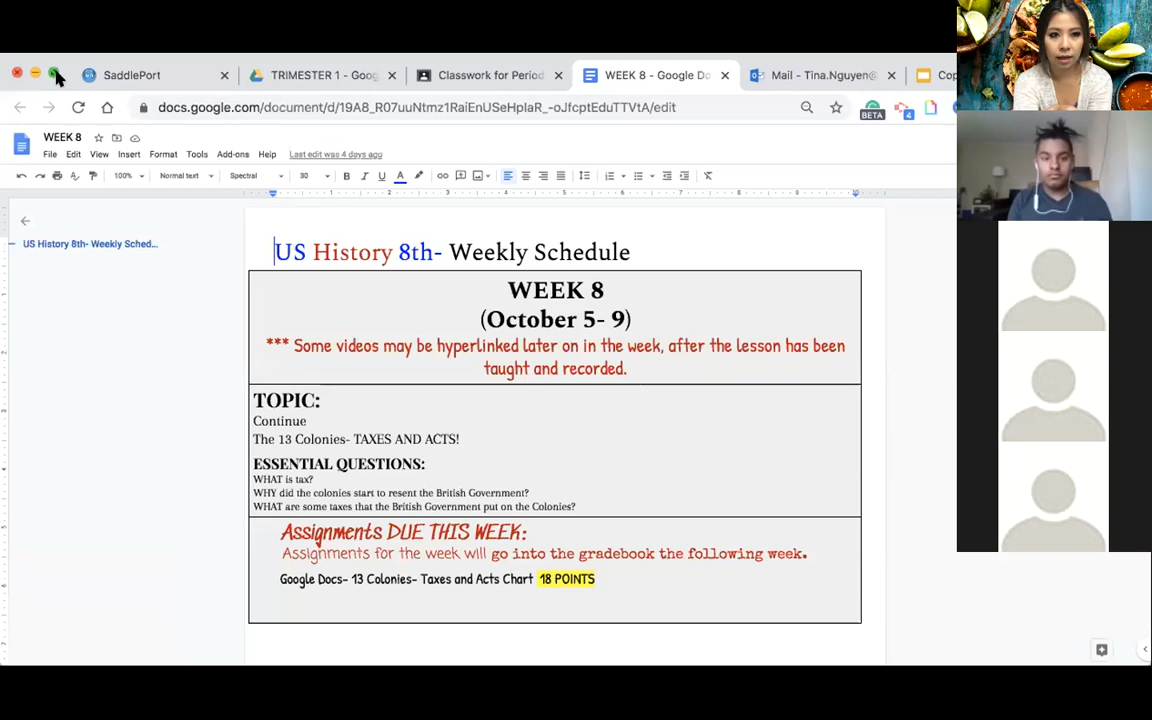 SaddlePort
TRIMESTER 1 - Goog
Classwork for Period
WEEK 8 - Google Do
Mail - Tina.Nguyen@
Cop
docs.google.com/document/d/19A8_R07uuNtmz1RaiEnUSeHplaR_-oJfcptEduTTVtA/edit
BETA
4
WEEK 8
File Edit View Insert Format Tools Add-ons Help Last edit was 4 days ago
100% Normal text Spectral 30 B I U A
US History 8th- Weekly Sched...
US History 8th- Weekly Schedule
WEEK 8
(October 5- 9)
*** Some videos may be hyperlinked later on in the week, after the lesson has been
taught and recorded.
TOPIC:
Continue
The 13 Colonies- TAXES AND ACTS!
ESSENTIAL QUESTIONS:
WHAT is tax?
WHY did the colonies start to resent the British Government?
WHAT are some taxes that the British Government put on the Colonies?
Assignments DUE THIS WEEK:
Assignments for the week will go into the gradebook the following week.
Google Docs- 13 Colonies- Taxes and Acts Chart 18 POINTS